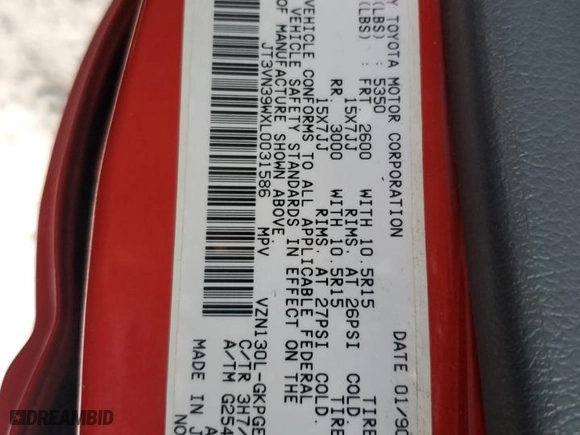 Y TOYOTA MOTOR CORPORATION DATE 01/90
(LBS) : 5350
(LBS) : FRT. 2600 WITH 10.5R15 TIRE
15X7JJ RIMS. AT 26PSI COLD
RR. 3000 WITH 10.5R15 TIRE
15X7JJ RIMS. AT 27PSI COLD.
VEHICLE CONFORMS TO ALL APPLICABLE FEDERAL
VEHICLE SAFETY STANDARDS IN EFFECT ON THE
OF MANUFACTURE SHOWN ABOVE.
JT3VN39WXL0031586 MPV
VZN130L-GKPGE
C/TR 3H7/
A/TM G254
MADE IN J
NO
DREAMBID